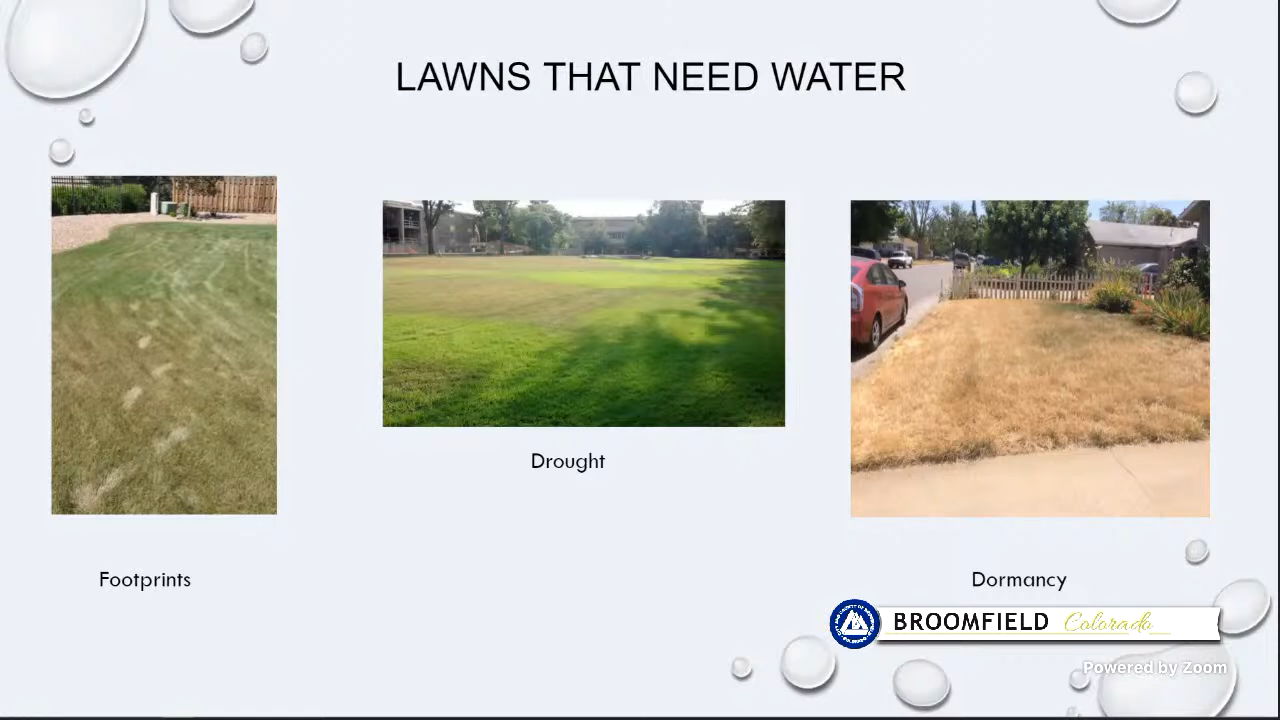 LAWNS THAT NEED WATER
Drought
Footprints
Dormancy
BROOMFIELD Colorado
Powered by Zoom